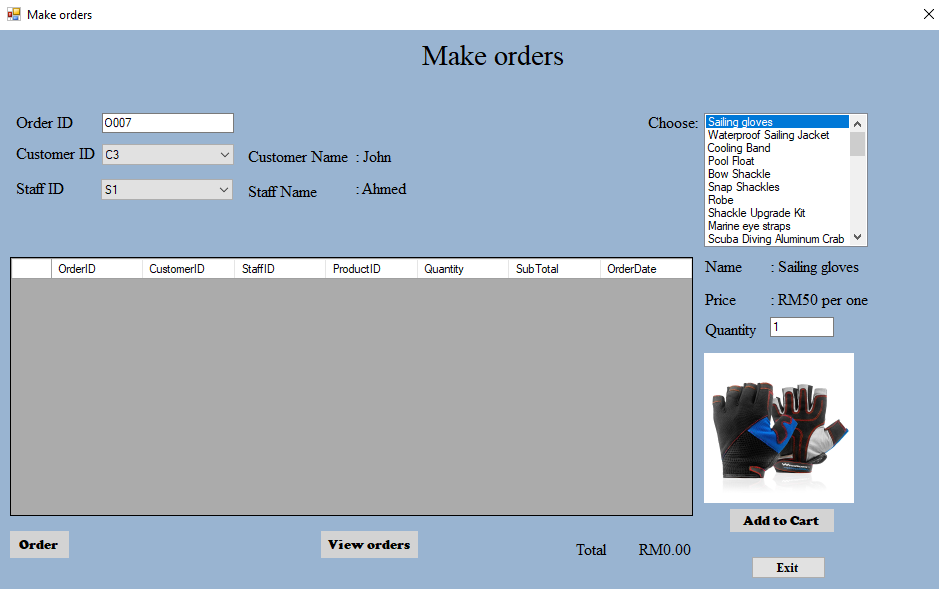 Make orders
Make orders
Order ID O007
Customer ID C3 Customer Name : John
Staff ID S1 Staff Name : Ahmed
Choose:
Sailing gloves
Waterproof Sailing Jacket
Cooling Band
Pool Float
Bow Shackle
Snap Shackles
Robe
Shackle Upgrade Kit
Marine eye straps
Scuba Diving Aluminum Crab
OrderID CustomerID StaffID ProductID Quantity SubTotal OrderDate
Name : Sailing gloves
Price : RM50 per one
Quantity 1
Add to Cart
Order View orders Total RM0.00
Exit